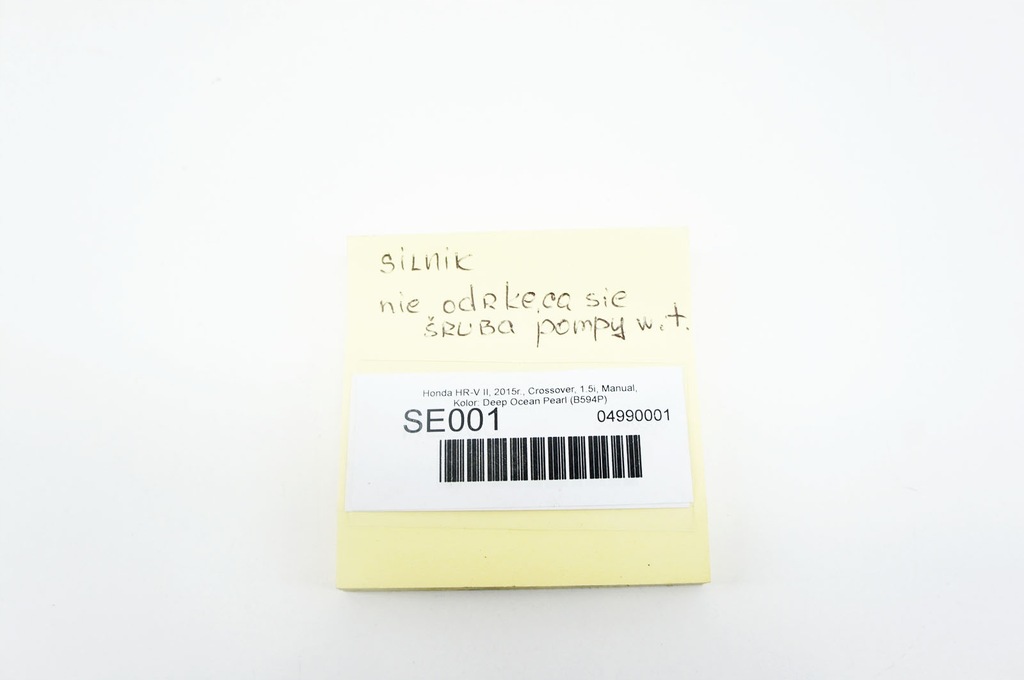 SILNIK
nie odkręca sie
śRUBA pompy w.t.
Honda HR-V II, 2015r., Crossover, 1.5i, Manual,
Kolor: Deep Ocean Pearl (B594P)
SE001 04990001